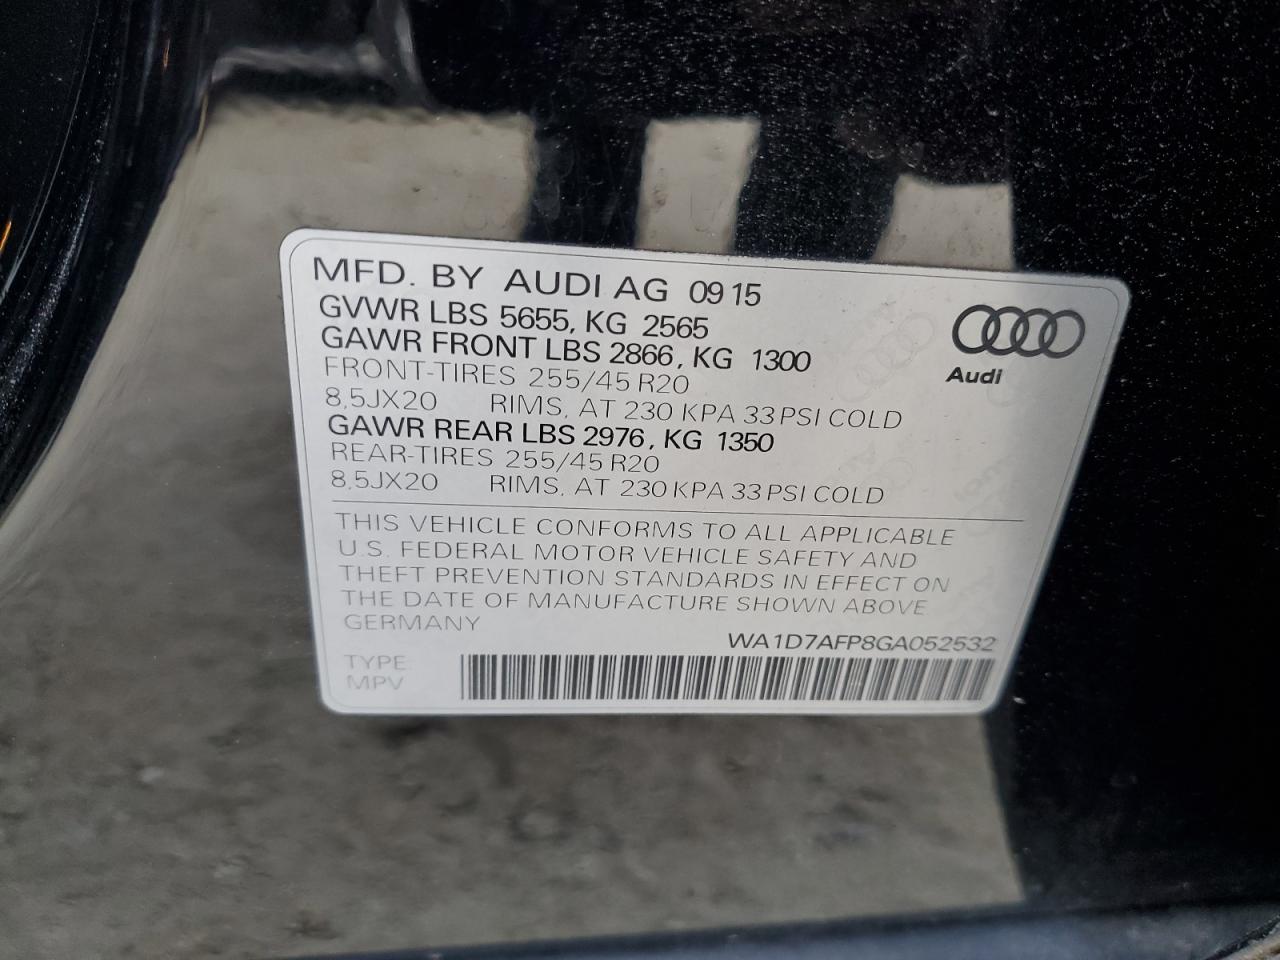 MFD. BY AUDI AG 09 15
GVWR LBS 5655, KG 2565
GAWR FRONT LBS 2866, KG 1300
FRONT-TIRES 255/45 R20
8,5JX20 RIMS, AT 230 KPA 33 PSI COLD
GAWR REAR LBS 2976, KG 1350
REAR-TIRES 255/45 R20
8,5JX20 RIMS, AT 230 KPA 33 PSI COLD
Audi
THIS VEHICLE CONFORMS TO ALL APPLICABLE
U.S. FEDERAL MOTOR VEHICLE SAFETY AND
THEFT PREVENTION STANDARDS IN EFFECT ON
THE DATE OF MANUFACTURE SHOWN ABOVE
GERMANY
WA1D7AFP8GA052532
TYPE:
MPV